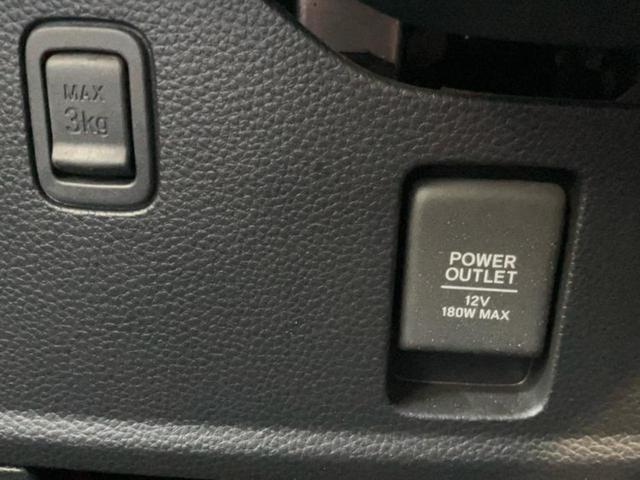 MAX
3kg
POWER
OUTLET
12V
180W MAX